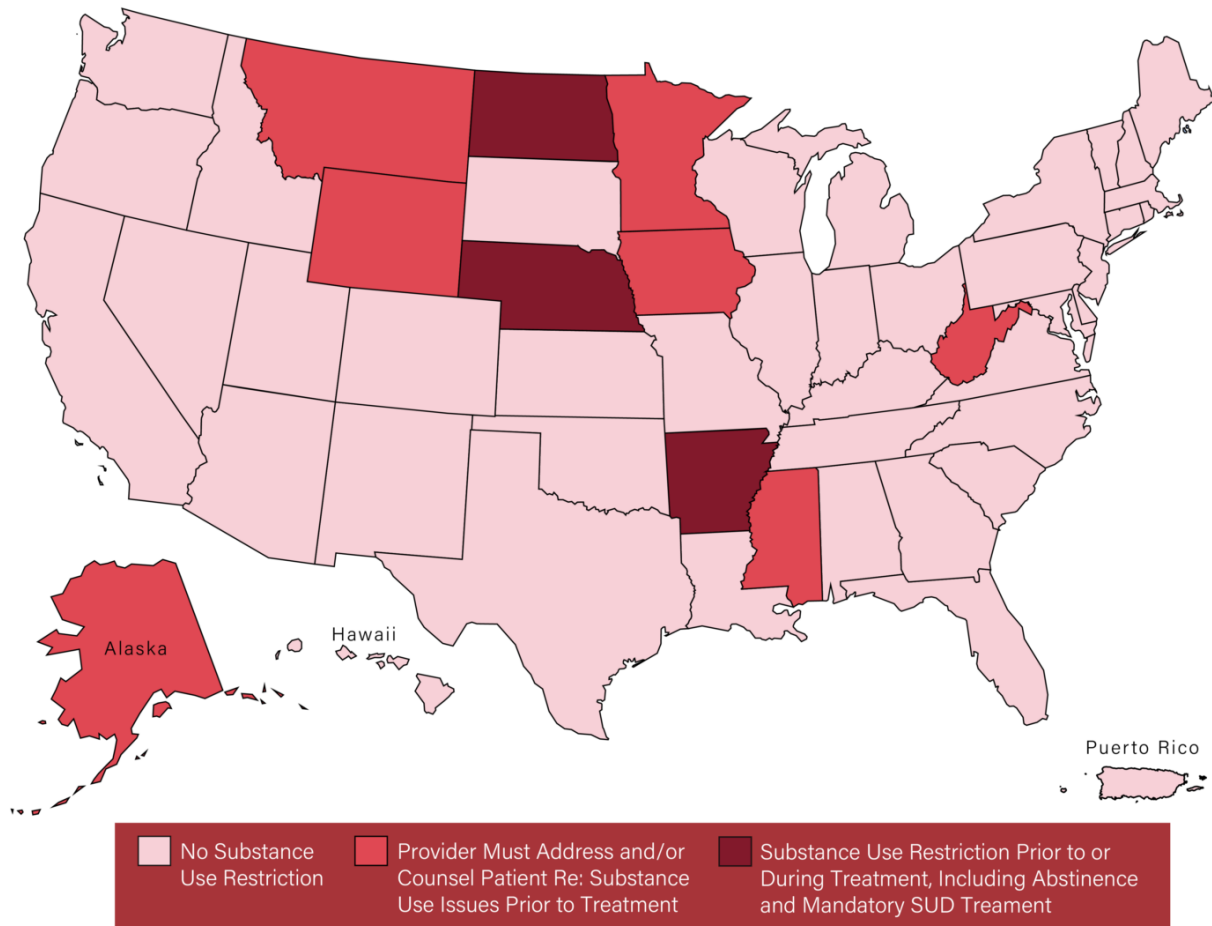 Alaska
Hawaii
Puerto Rico
No Substance
Use Restriction
Provider Must Address and/or
Counsel Patient Re: Substance
Use Issues Prior to Treatment
Substance Use Restriction Prior to or
During Treatment, Including Abstinence
and Mandatory SUD Treament